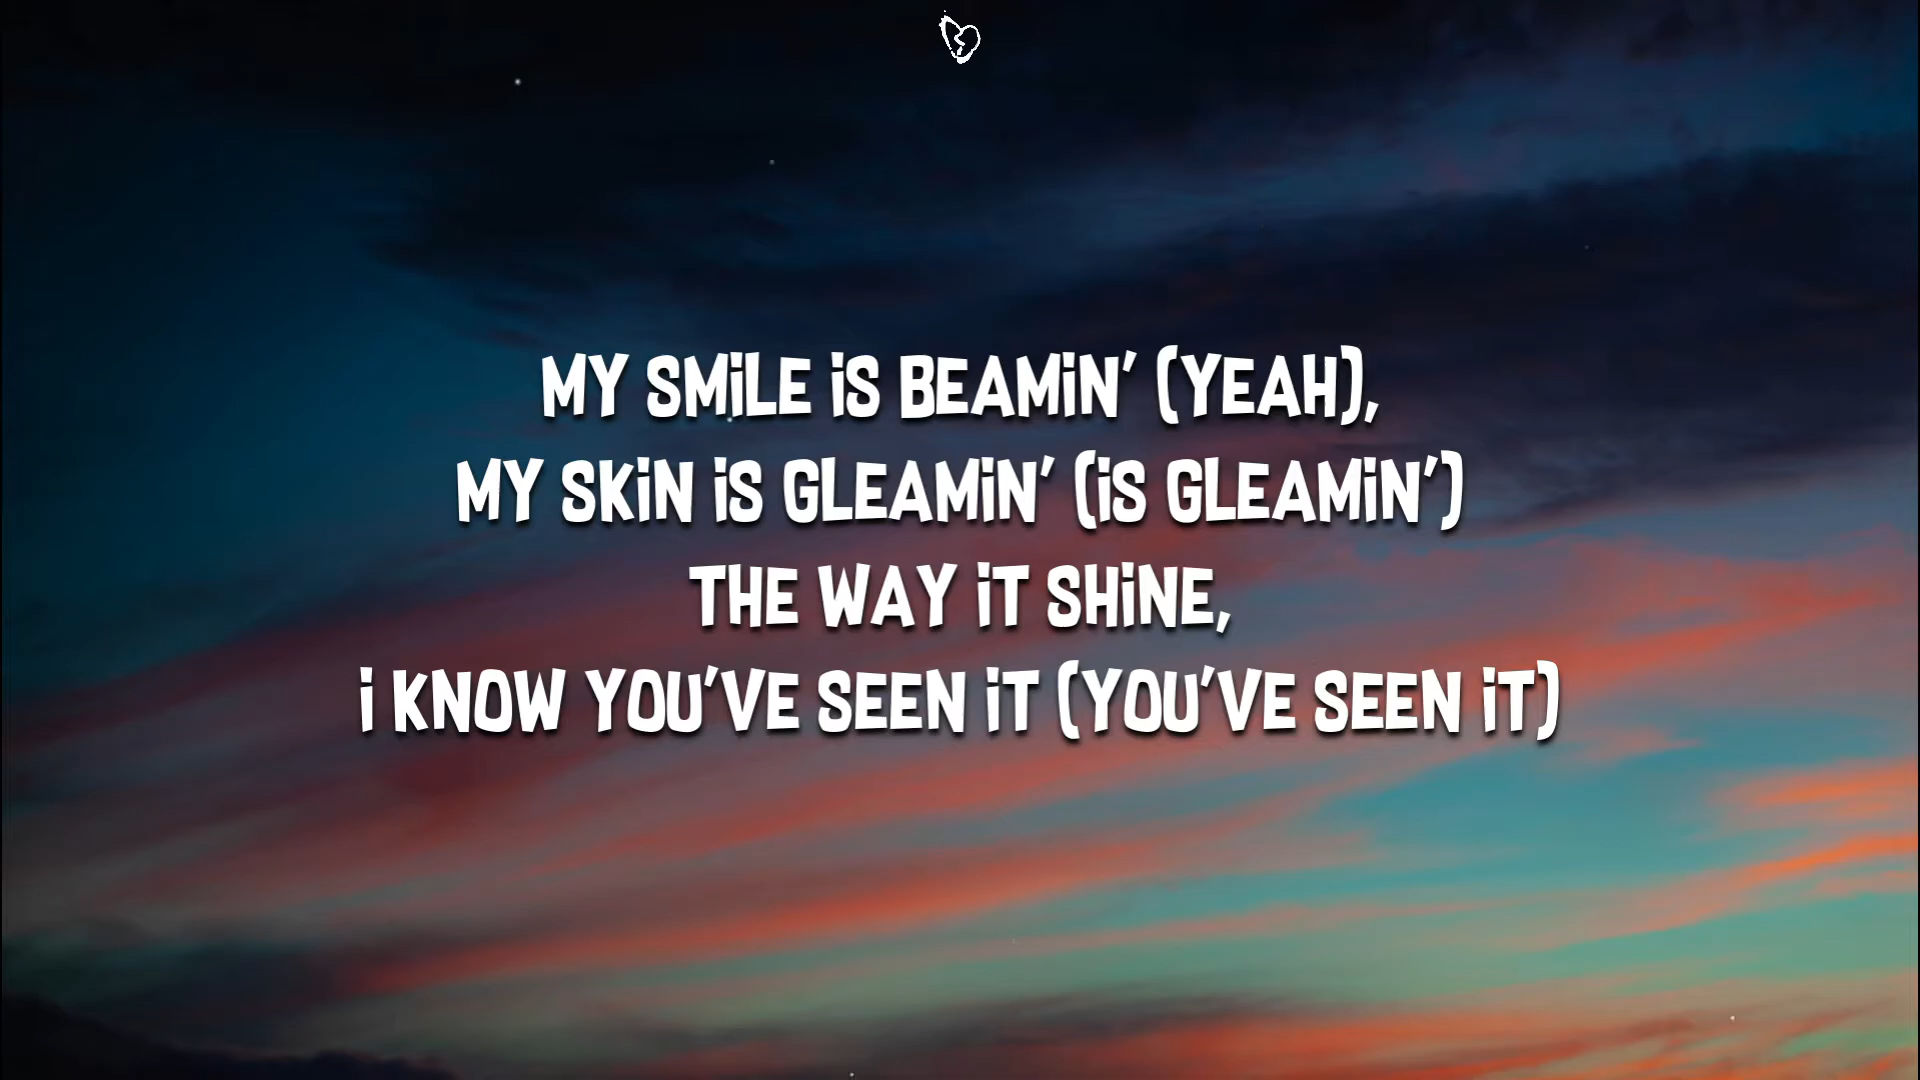 MY SMiLE iS BEAMiN' (YEAH),
MY SKiN iS GLEAMiN' (iS GLEAMiN')
THE WAY iT SHiNE,
i KNOW YOU'VE SEEN iT (YOU'VE SEEN iT)